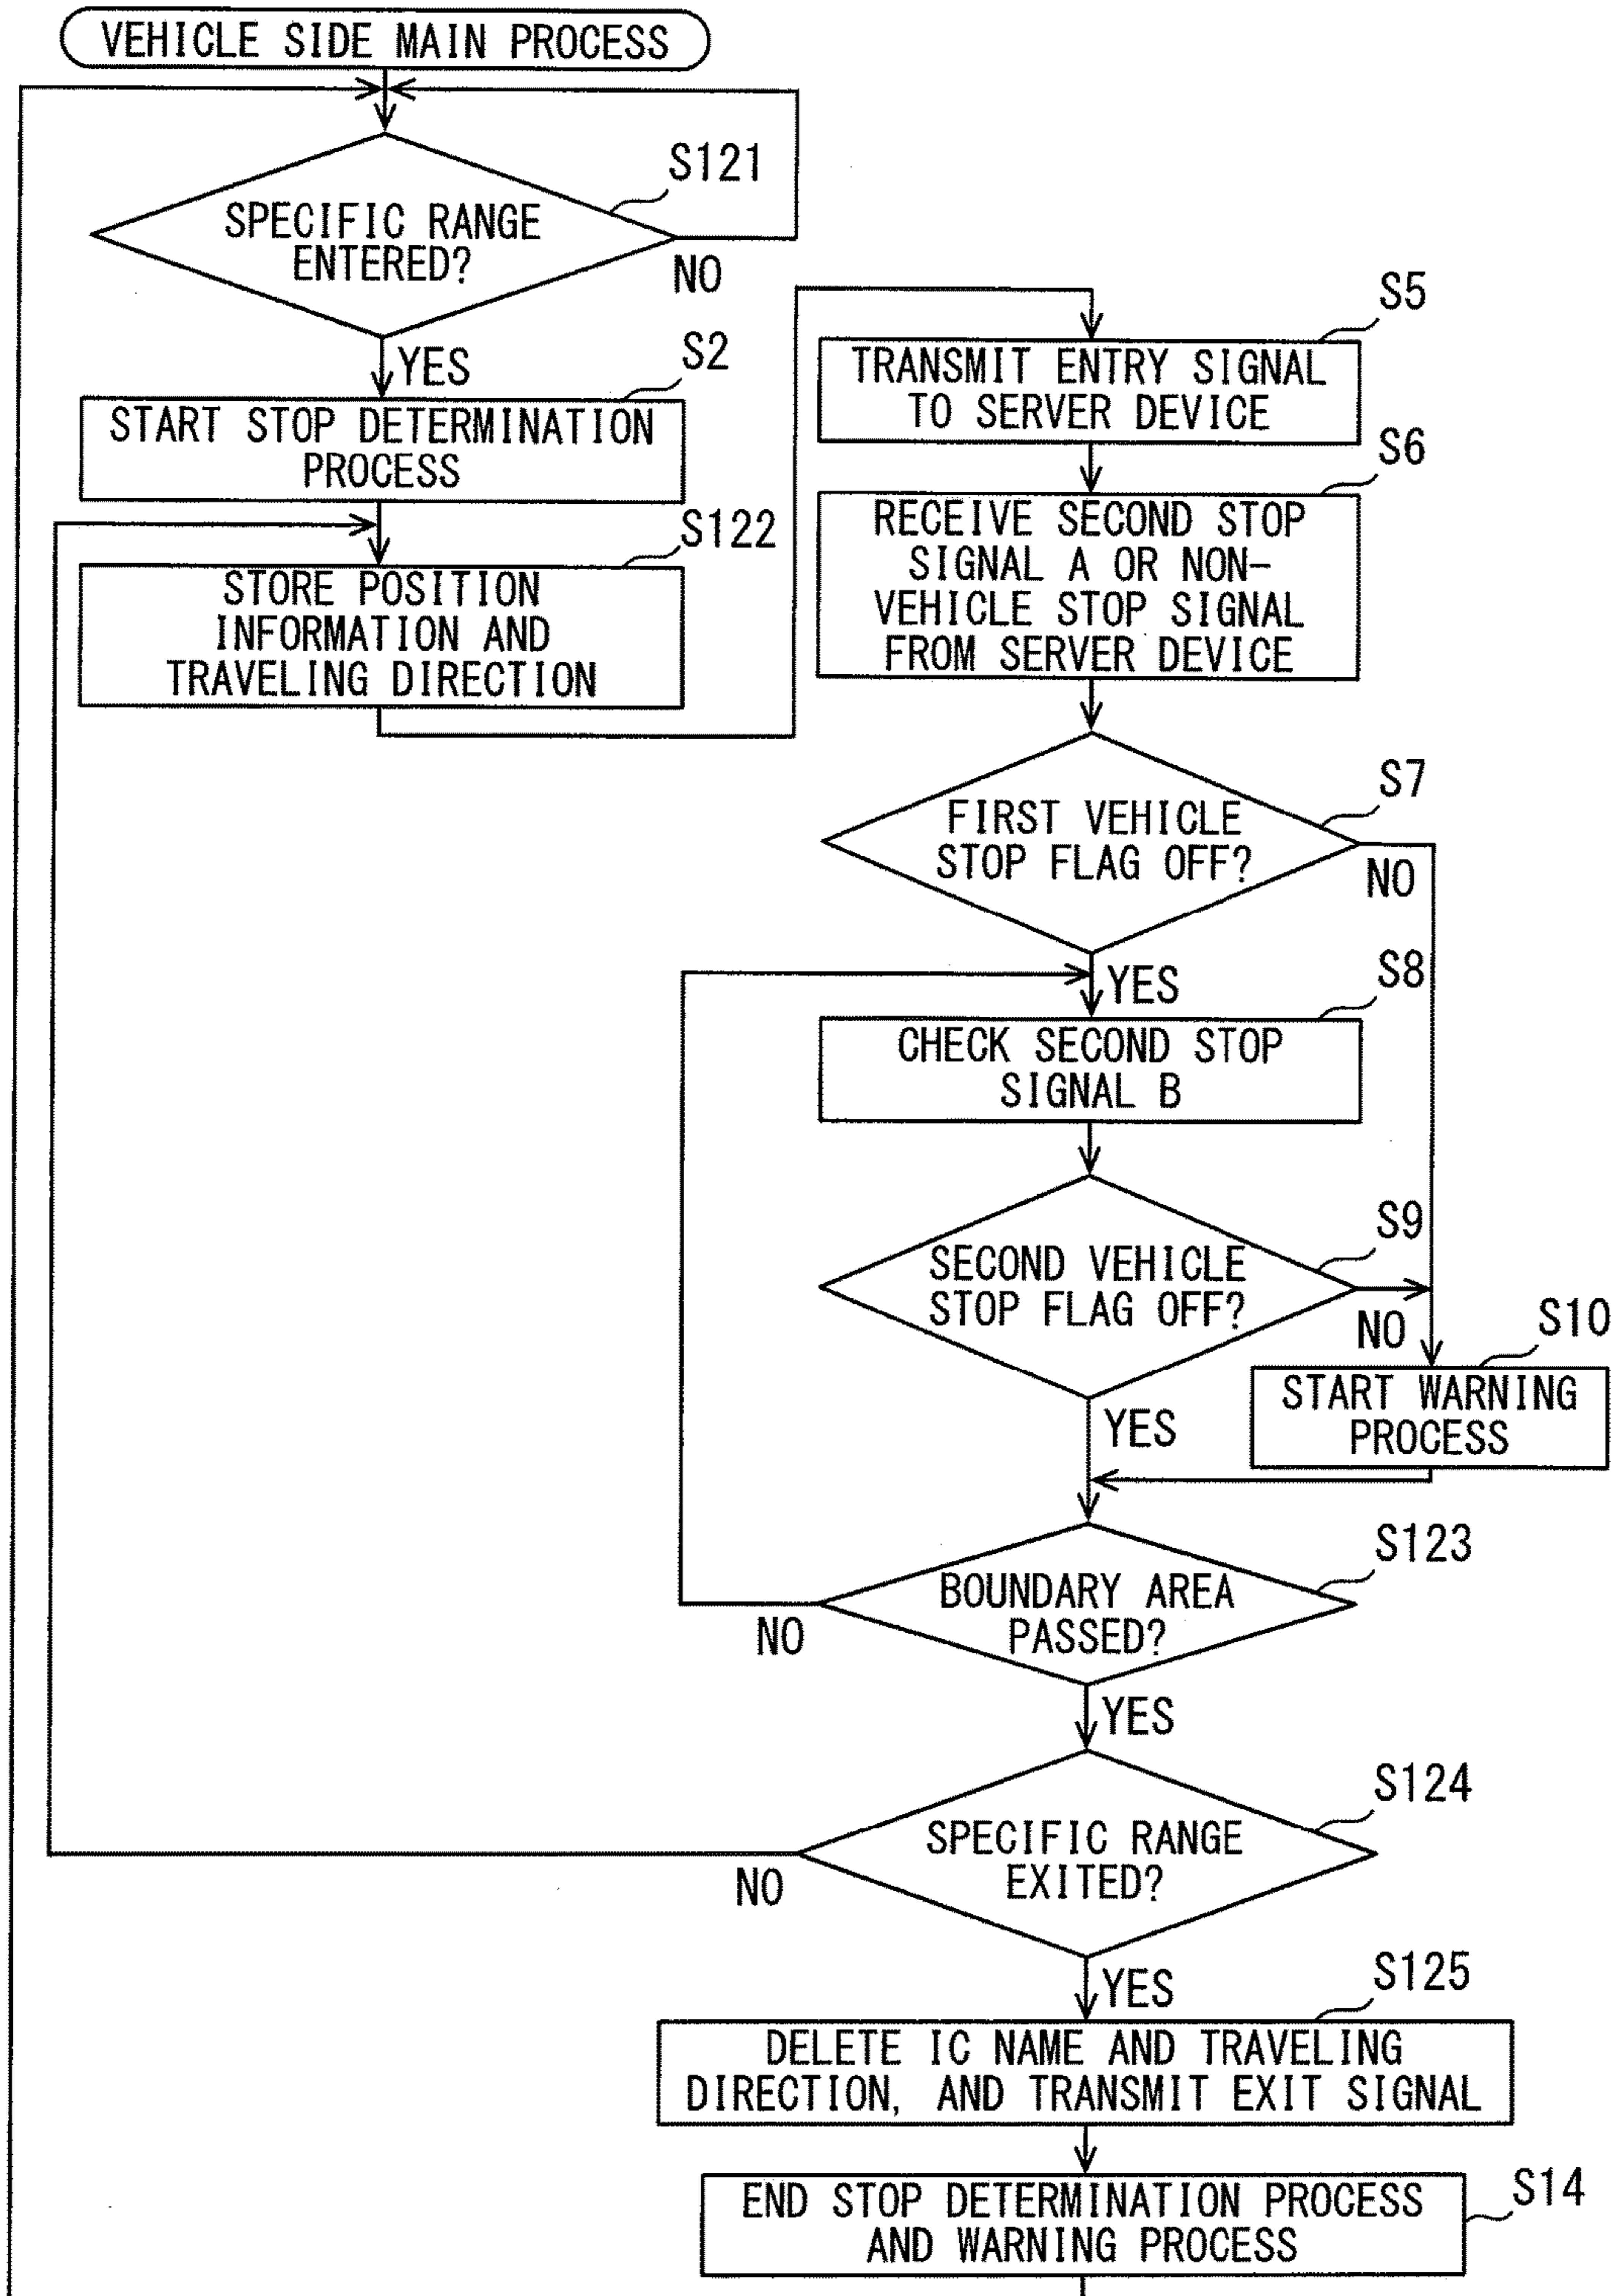 VEHICLE SIDE MAIN PROCESS
S121
SPECIFIC RANGE
ENTERED?
NO
YES
S2
START STOP DETERMINATION
PROCESS
S122
STORE POSITION
INFORMATION AND
TRAVELING DIRECTION
S5
TRANSMIT ENTRY SIGNAL
TO SERVER DEVICE
S6
RECEIVE SECOND STOP
SIGNAL A OR NON-
VEHICLE STOP SIGNAL
FROM SERVER DEVICE
S7
FIRST VEHICLE
STOP FLAG OFF?
NO
YES
S8
CHECK SECOND STOP
SIGNAL B
S9
SECOND VEHICLE
STOP FLAG OFF?
NO
YES
S10
START WARNING
PROCESS
S123
BOUNDARY AREA
PASSED?
NO
YES
S124
SPECIFIC RANGE
EXITED?
NO
YES
S125
DELETE IC NAME AND TRAVELING
DIRECTION, AND TRANSMIT EXIT SIGNAL
S14
END STOP DETERMINATION PROCESS
AND WARNING PROCESS